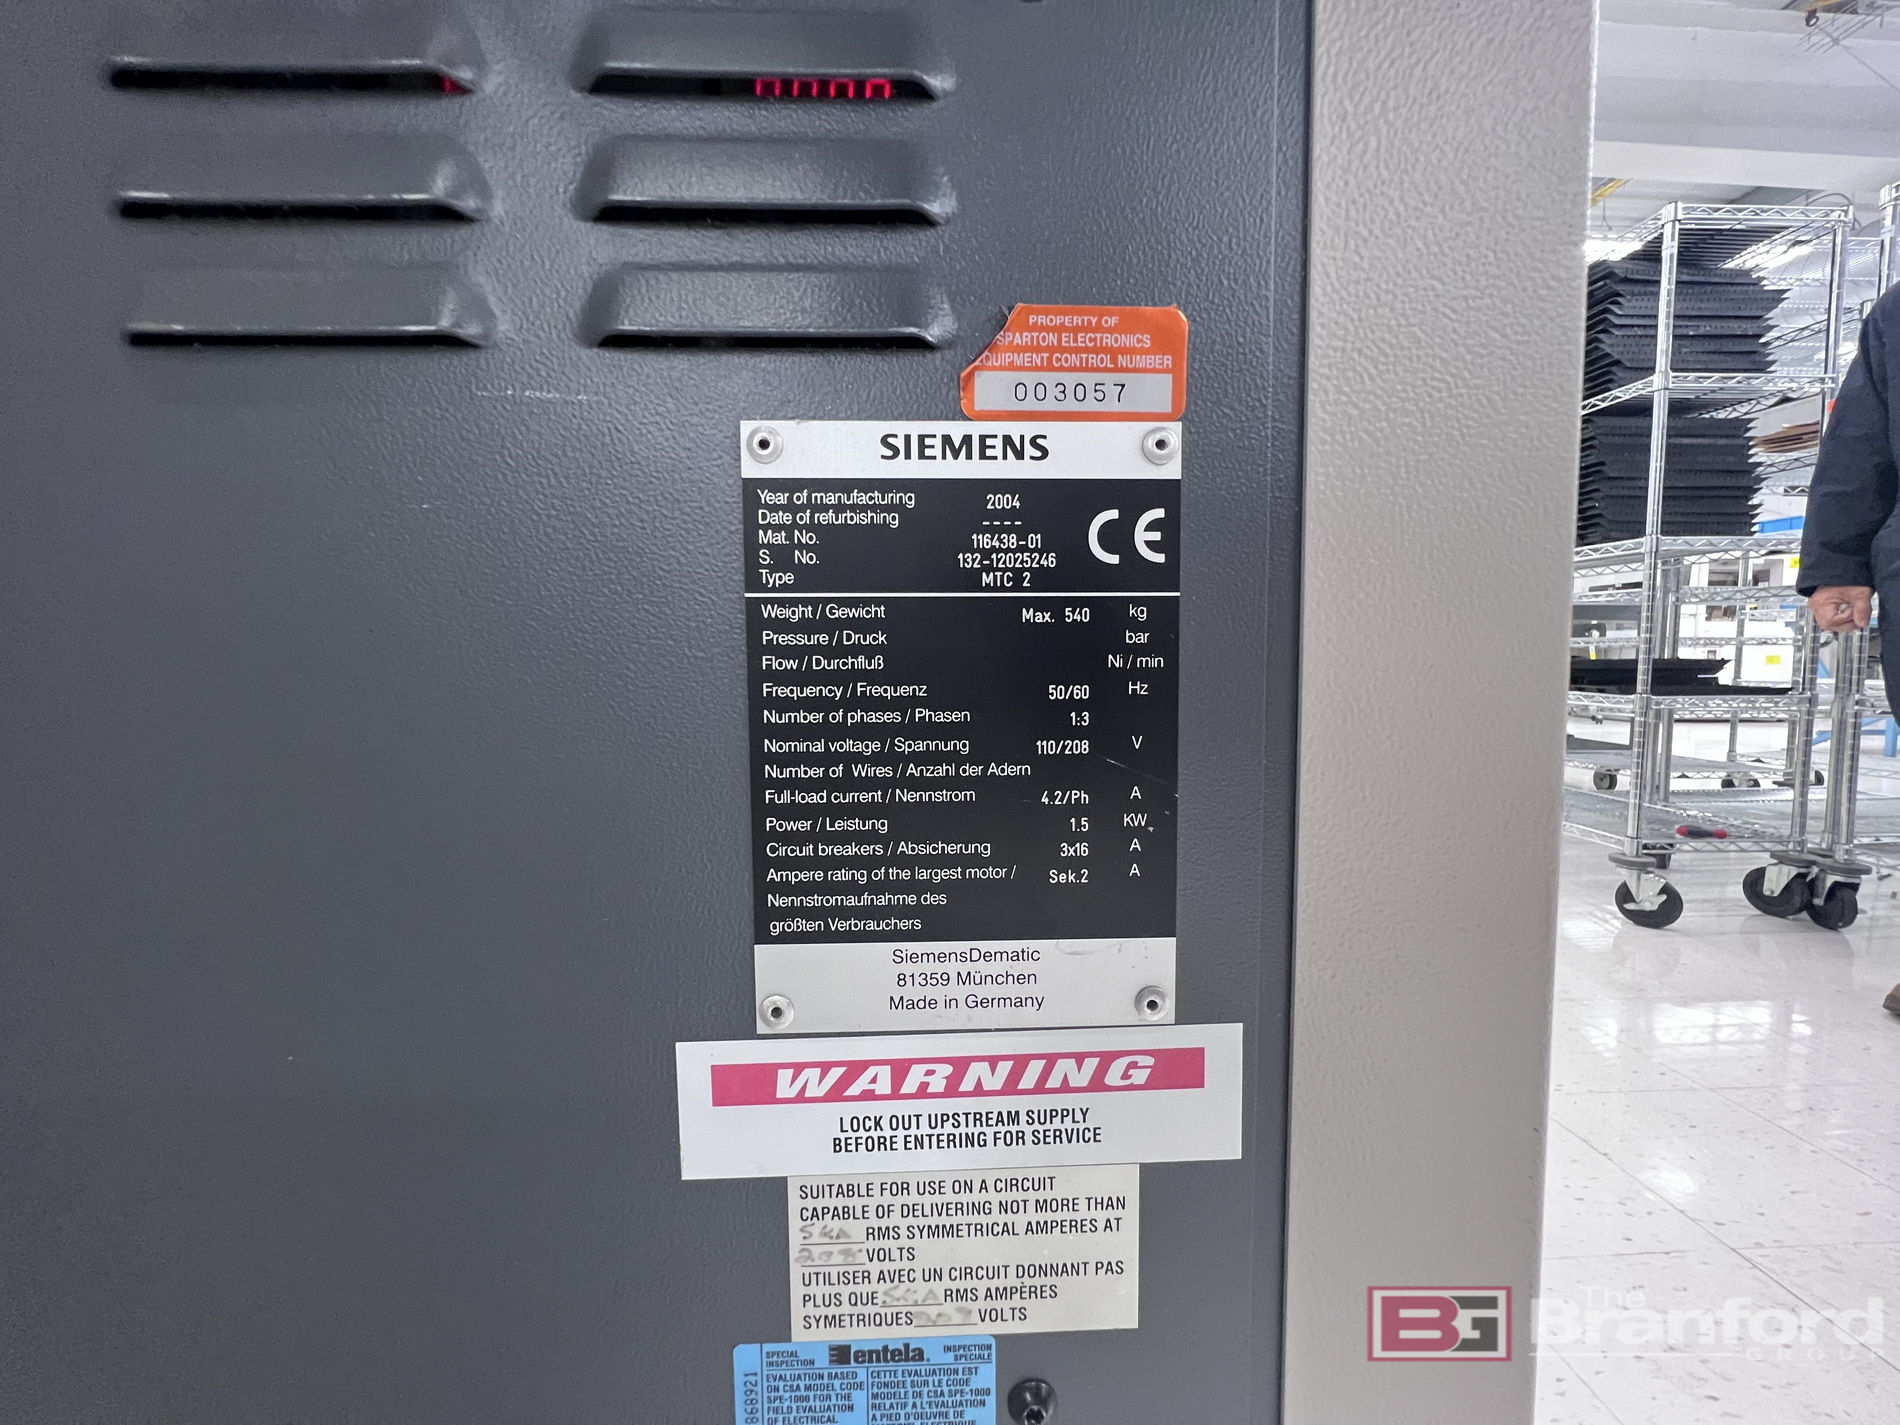 PROPERTY OF
SPARTON ELECTRONICS
EQUIPMENT CONTROL NUMBER
003057
SIEMENS
Year of manufacturing 2004
Date of refurbishing ----
Mat. No. 116438-01
S. No. 132-12025246
Type MTC 2
CE
Weight / Gewicht Max. 540 kg
Pressure / Druck bar
Flow / Durchfluß Ni / min
Frequency / Frequenz 50/60 Hz
Number of phases / Phasen 1:3
Nominal voltage / Spannung 110/208 V
Number of Wires / Anzahl der Adern
Full-load current / Nennstrom 4.2/Ph A
Power / Leistung 1.5 KW
Circuit breakers / Absicherung 3x16 A
Ampere rating of the largest motor / Sek.2 A
Nennstromaufnahme des
größten Verbrauchers
SiemensDematic
81359 München
Made in Germany
WARNING
LOCK OUT UPSTREAM SUPPLY
BEFORE ENTERING FOR SERVICE
SUITABLE FOR USE ON A CIRCUIT
CAPABLE OF DELIVERING NOT MORE THAN
5KA RMS SYMMETRICAL AMPERES AT
208 VOLTS
UTILISER AVEC UN CIRCUIT DONNANT PAS
PLUS QUE 5KA RMS AMPÈRES
SYMETRIQUES VOLTS
SPECIAL
INSPECTION
entela.
INSPECTION
SPECIALE
868921
EVALUATION BASED
ON CSA MODEL CODE
SPE-1000 FOR THE
FIELD EVALUATION
OF ELECTRICAL
CETTE EVALUATION EST
FONDEE SUR LE CODE
MODELE DE CSA SPE-1000
RELATIF A L'EVALUATION
A PIED D'OEUVRE DE
BG The
Branford
GROUP